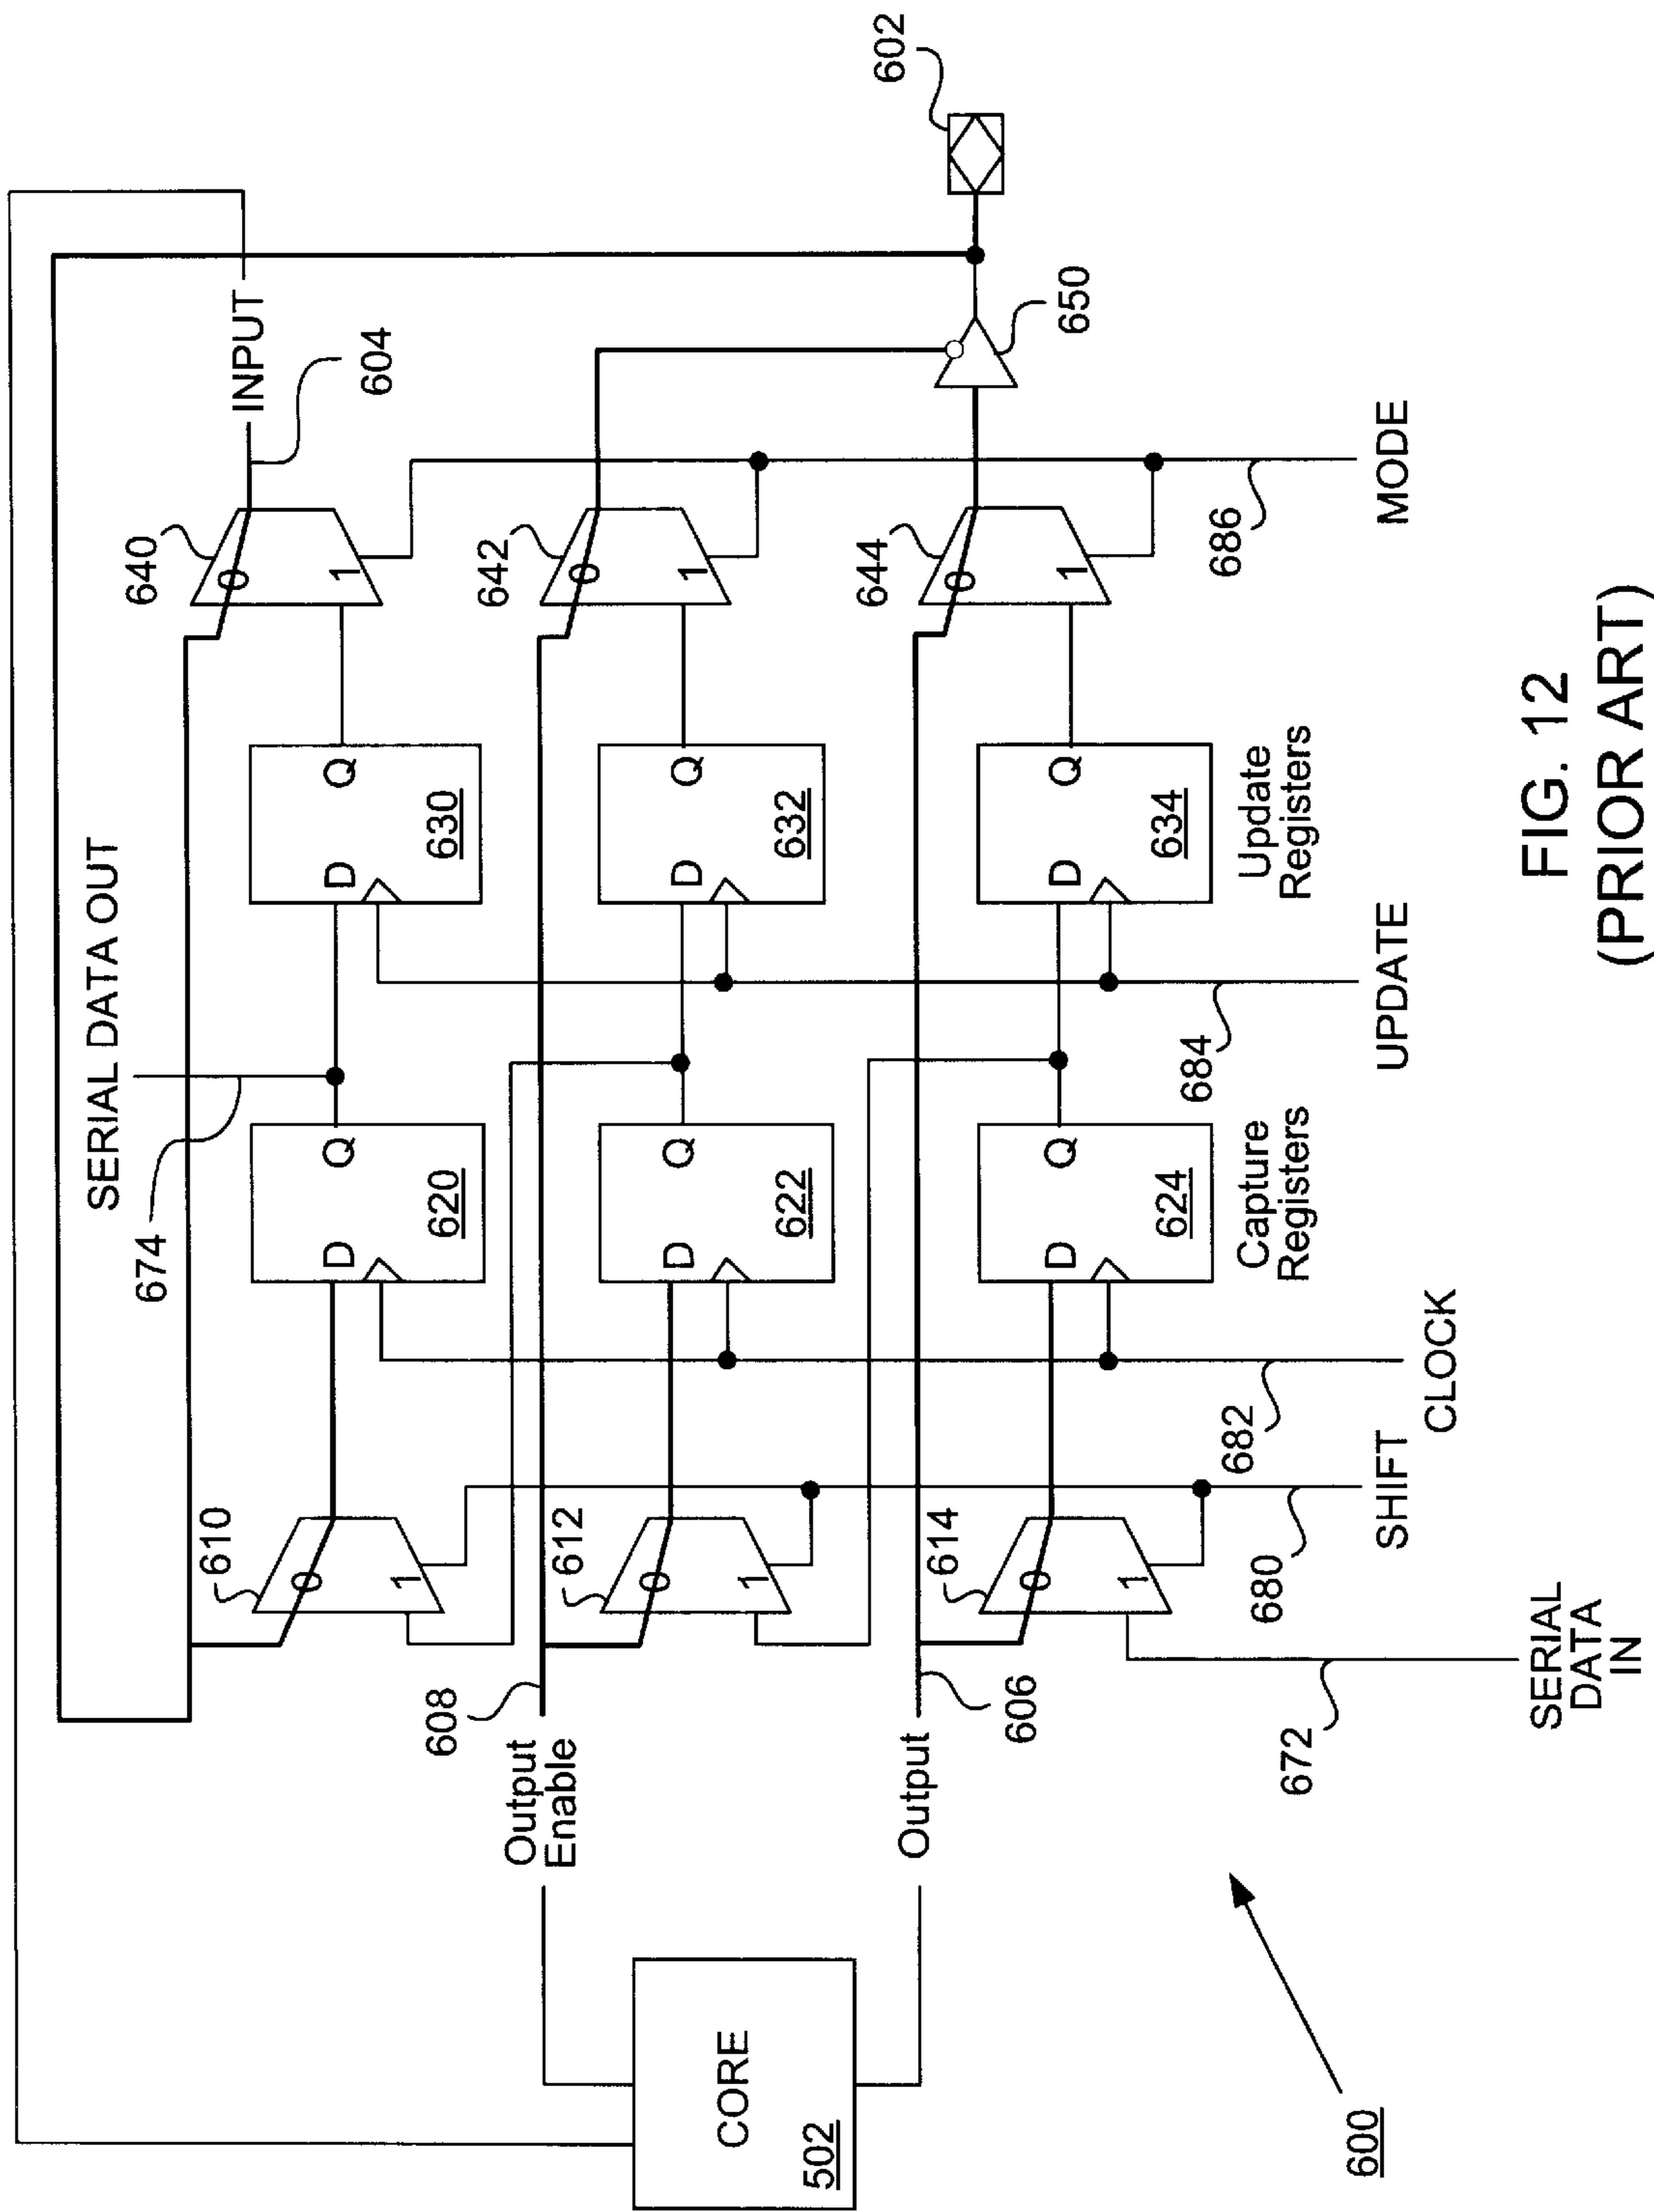 SERIAL DATA OUT
674
610
0
1
D
Q
620
D
Q
630
640
0
1
INPUT
604
602
Output
Enable
608
612
0
1
D
Q
622
D
Q
632
642
0
1
650
CORE
502
Output
606
614
0
1
D
Q
624
D
Q
634
644
0
1
Capture
Registers
Update
Registers
672
680
682
684
686
SERIAL
DATA
IN
SHIFT
CLOCK
UPDATE
MODE
600
FIG. 12
(PRIOR ART)